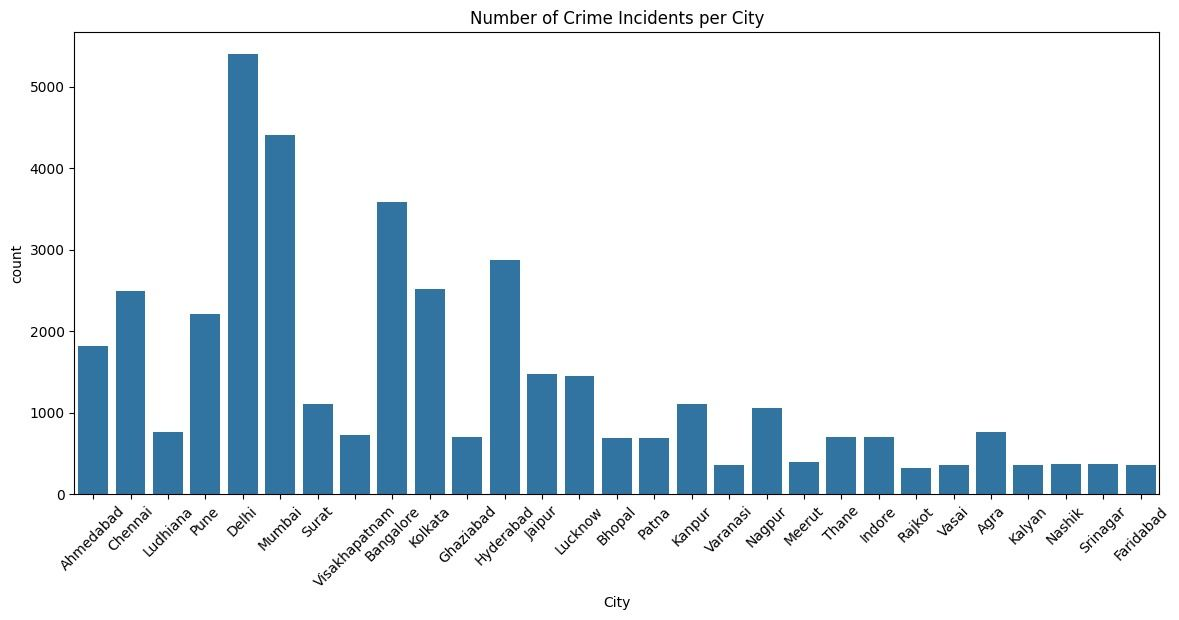 Number of Crime Incidents per City
count
5000
4000
3000
2000
1000
0
Ahmedabad
Chennai
Ludhiana
Pune
Delhi
Mumbai
Surat
Visakhapatnam
Bangalore
Kolkata
Ghaziabad
Hyderabad
Jaipur
Lucknow
Bhopal
Patna
Kanpur
Varanasi
Nagpur
Meerut
Thane
Indore
Rajkot
Vasai
Agra
Kalyan
Nashik
Srinagar
Faridabad
City